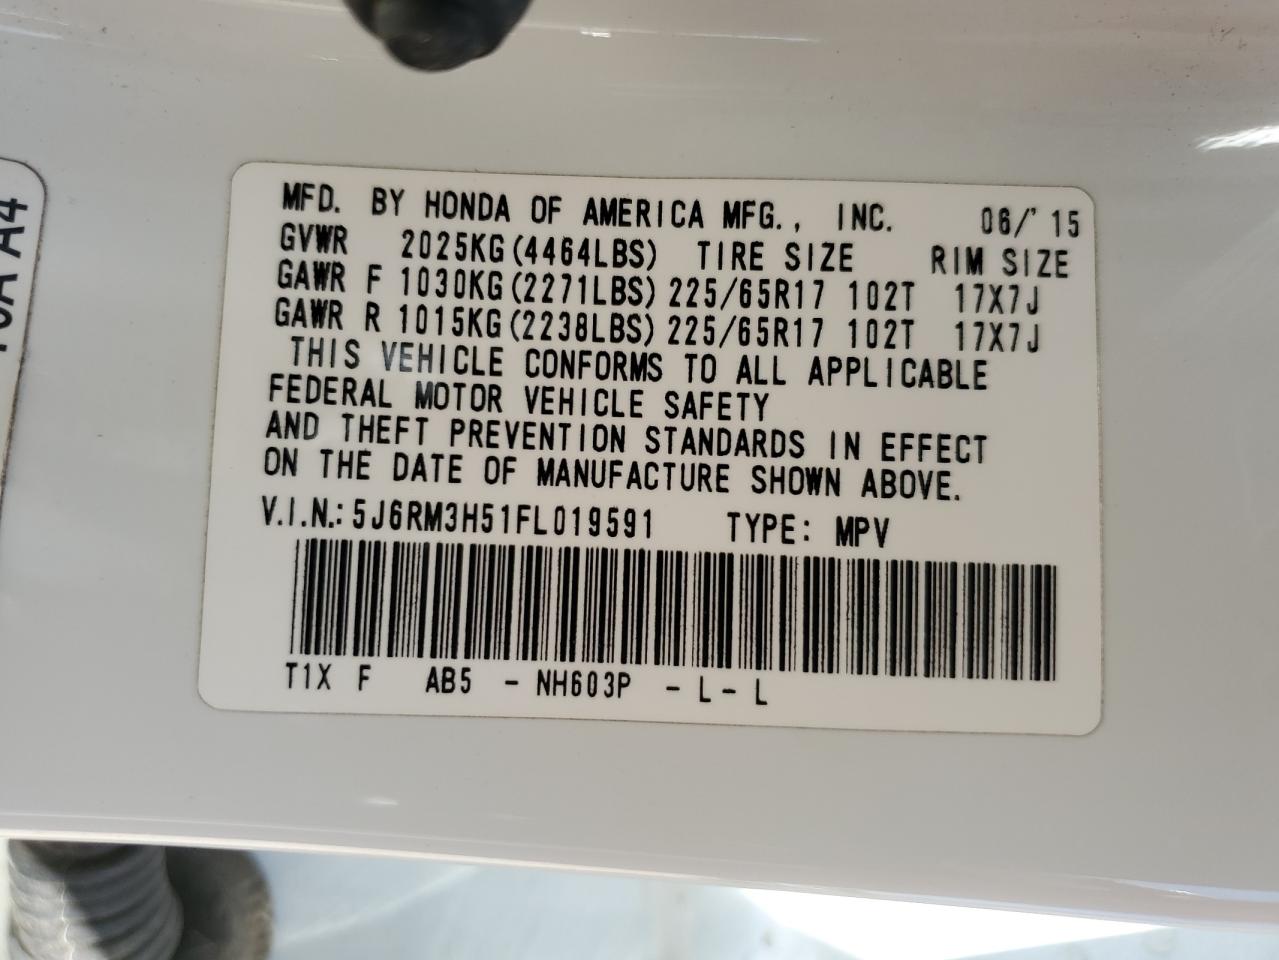 MFD. BY HONDA OF AMERICA MFG., INC. 06/'15
GVWR 2025KG(4464LBS) TIRE SIZE RIM SIZE
GAWR F 1030KG(2271LBS) 225/65R17 102T 17X7J
GAWR R 1015KG(2238LBS) 225/65R17 102T 17X7J
THIS VEHICLE CONFORMS TO ALL APPLICABLE
FEDERAL MOTOR VEHICLE SAFETY
AND THEFT PREVENTION STANDARDS IN EFFECT
ON THE DATE OF MANUFACTURE SHOWN ABOVE.
V.I.N.: 5J6RM3H51FL019591 TYPE: MPV
T1X F AB5 - NH603P - L - L
A4